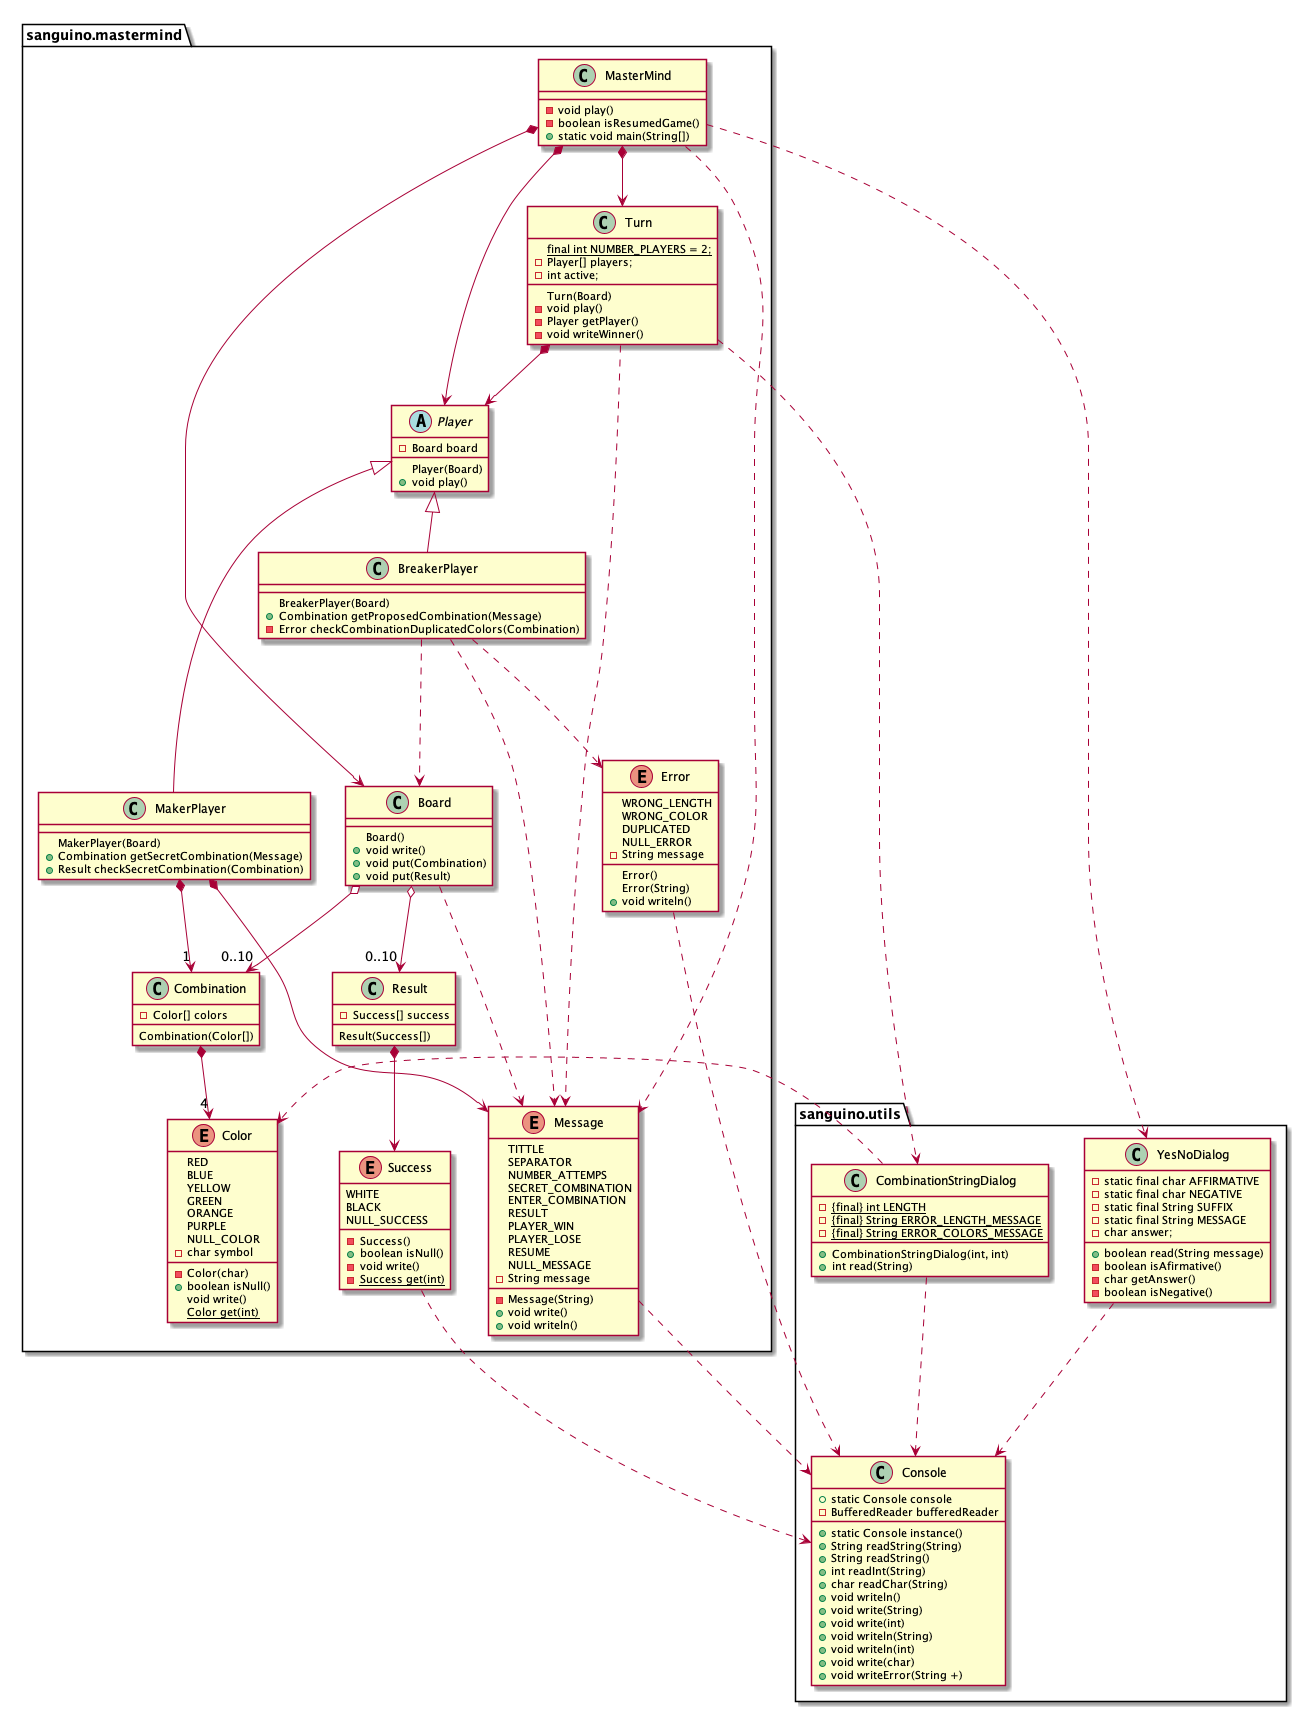 sanguino.mastermind
C MasterMind
void play()
boolean isResumedGame()
static void main(String[])
C Turn
final int NUMBER_PLAYERS = 2;
Player[] players;
int active;
Turn(Board)
void play()
Player getPlayer()
void writeWinner()
A Player
Board board
Player(Board)
void play()
C BreakerPlayer
BreakerPlayer(Board)
Combination getProposedCombination(Message)
Error checkCombinationDuplicatedColors(Combination)
E Error
WRONG_LENGTH
WRONG_COLOR
DUPLICATED
NULL_ERROR
String message
Error()
Error(String)
void writeln()
C MakerPlayer
MakerPlayer(Board)
Combination getSecretCombination(Message)
Result checkSecretCombination(Combination)
C Board
Board()
void write()
void put(Combination)
void put(Result)
1
0..10
0..10
C Combination
Color[] colors
Combination(Color[])
C Result
Success[] success
Result(Success[])
4
E Color
RED
BLUE
YELLOW
GREEN
ORANGE
PURPLE
NULL_COLOR
char symbol
Color(char)
boolean isNull()
void write()
Color get(int)
E Success
WHITE
BLACK
NULL_SUCCESS
Success()
boolean isNull()
void write()
Success get(int)
E Message
TITTLE
SEPARATOR
NUMBER_ATTEMPS
SECRET_COMBINATION
ENTER_COMBINATION
RESULT
PLAYER_WIN
PLAYER_LOSE
RESUME
NULL_MESSAGE
String message
Message(String)
void write()
void writeln()
sanguino.utils
C CombinationStringDialog
{final} int LENGTH
{final} String ERROR_LENGTH_MESSAGE
{final} String ERROR_COLORS_MESSAGE
CombinationStringDialog(int, int)
int read(String)
C YesNoDialog
static final char AFFIRMATIVE
static final char NEGATIVE
static final String SUFFIX
static final String MESSAGE
char answer;
boolean read(String message)
boolean isAfirmative()
char getAnswer()
boolean isNegative()
C Console
static Console console
BufferedReader bufferedReader
static Console instance()
String readString(String)
String readString()
int readInt(String)
char readChar(String)
void writeln()
void write(String)
void write(int)
void writeln(String)
void writeln(int)
void write(char)
void writeError(String +)